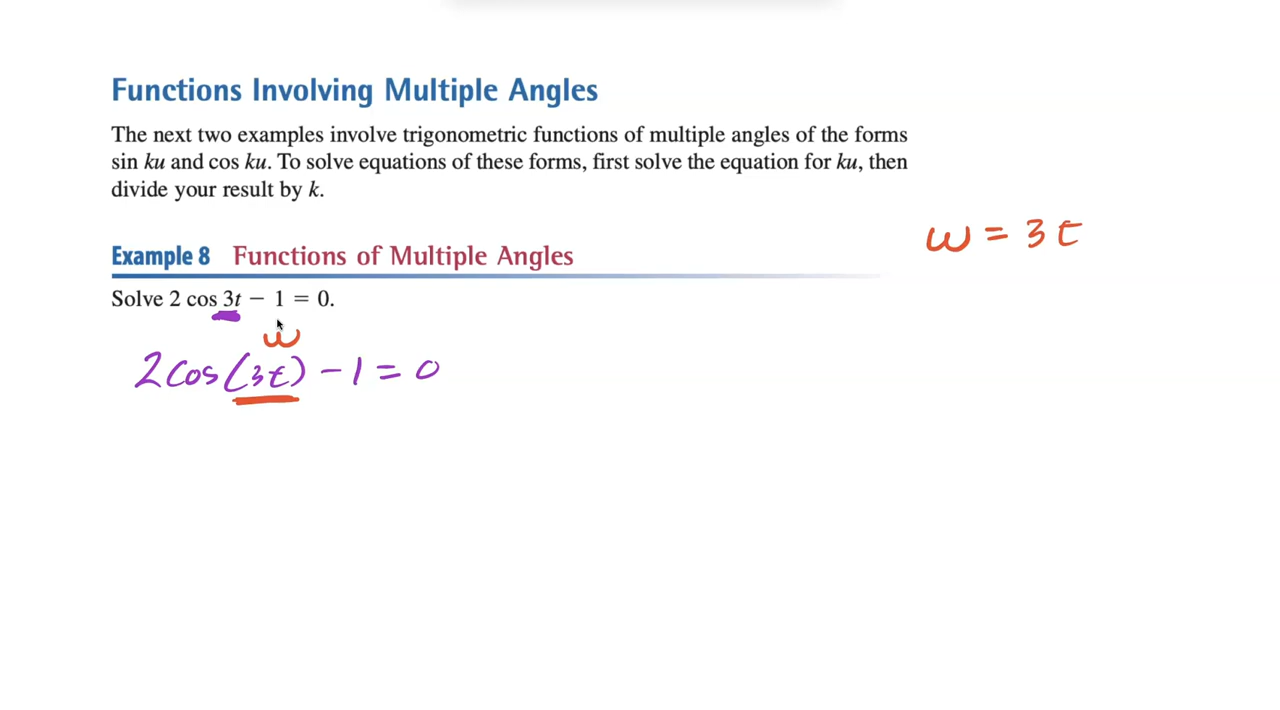 Functions Involving Multiple Angles
The next two examples involve trigonometric functions of multiple angles of the forms
sin ku and cos ku. To solve equations of these forms, first solve the equation for ku, then
divide your result by k.
w = 3t
Example 8 Functions of Multiple Angles
Solve 2 cos 3t − 1 = 0.
w
2cos(3t) − 1 = 0